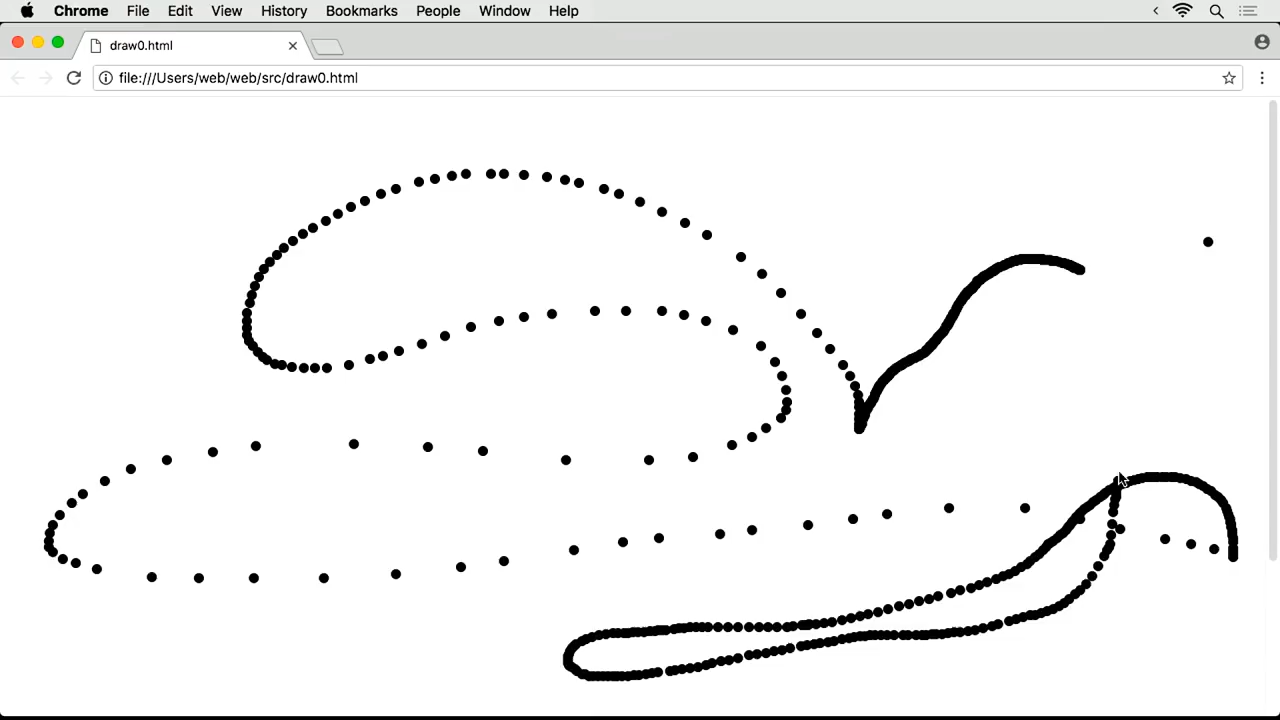 Chrome File Edit View History Bookmarks People Window Help
draw0.html
file:///Users/web/web/src/draw0.html